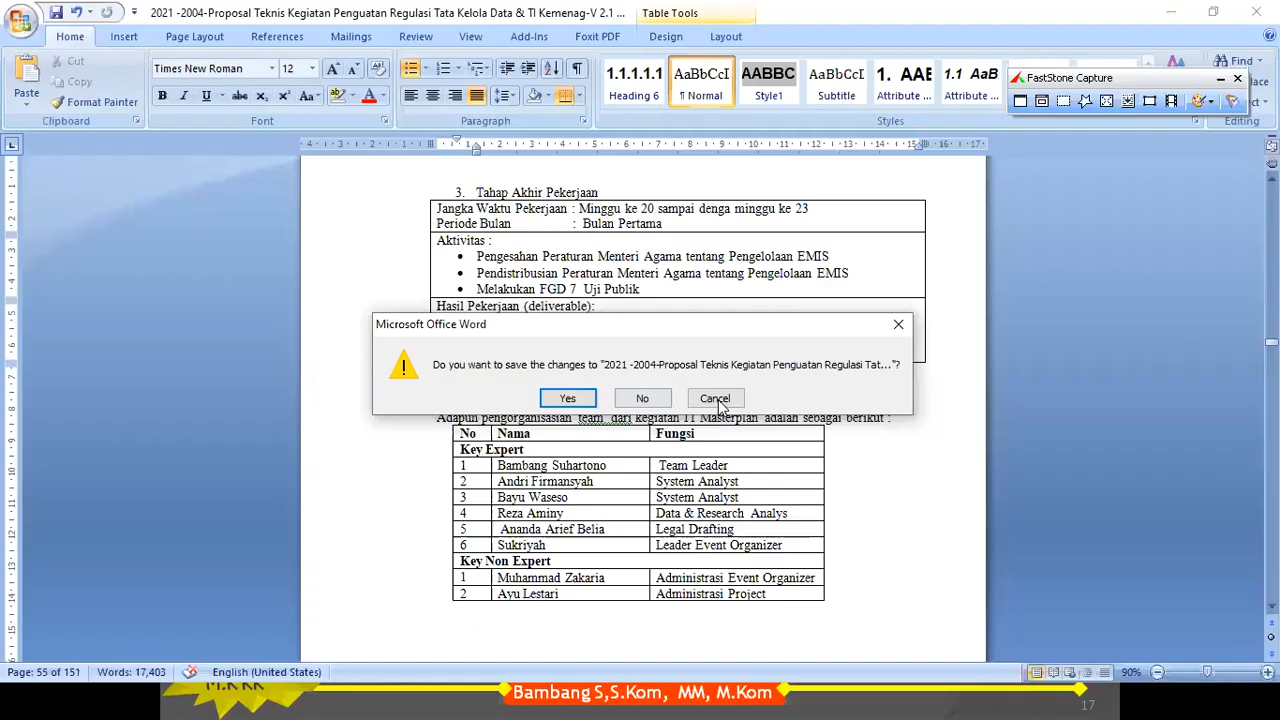 2021 -2004-Proposal Teknis Kegiatan Penguatan Regulasi Tata Kelola Data & TI Kemenag-V 2.1 ...
Table Tools
Home Insert Page Layout References Mailings Review View Add-Ins Foxit PDF Design Layout
Paste
Cut
Copy
Format Painter
Clipboard
Times New Roman 12
B I U abc X₂ X² Aa
Font
Paragraph
1.1.1.1.1 AaBbCcI AABBC AaBbCcI 1. AAE 1.1 AaB
Heading 6 ¶ Normal Style1 Subtitle Attribute ... Attribute ...
Styles
Find
Editing
FastStone Capture
3. Tahap Akhir Pekerjaan
Jangka Waktu Pekerjaan : Minggu ke 20 sampai denga minggu ke 23
Periode Bulan : Bulan Pertama
Aktivitas :
• Pengesahan Peraturan Menteri Agama tentang Pengelolaan EMIS
• Pendistribusian Peraturan Menteri Agama tentang Pengelolaan EMIS
• Melakukan FGD 7 Uji Publik
Hasil Pekerjaan (deliverable):
Microsoft Office Word
Do you want to save the changes to "2021 -2004-Proposal Teknis Kegiatan Penguatan Regulasi Tat..."?
Yes No Cancel
Adapun pengorganisasian team dari kegiatan IT Masterplan adalah sebagai berikut :
No Nama Fungsi
Key Expert
1 Bambang Suhartono Team Leader
2 Andri Firmansyah System Analyst
3 Bayu Waseso System Analyst
4 Reza Aminy Data & Research Analys
5 Ananda Arief Belia Legal Drafting
6 Sukriyah Leader Event Organizer
Key Non Expert
1 Muhammad Zakaria Administrasi Event Organizer
2 Ayu Lestari Administrasi Project
Page: 55 of 151 Words: 17,403 English (United States) 90%
Bambang S,S.Kom, MM, M.Kom
17